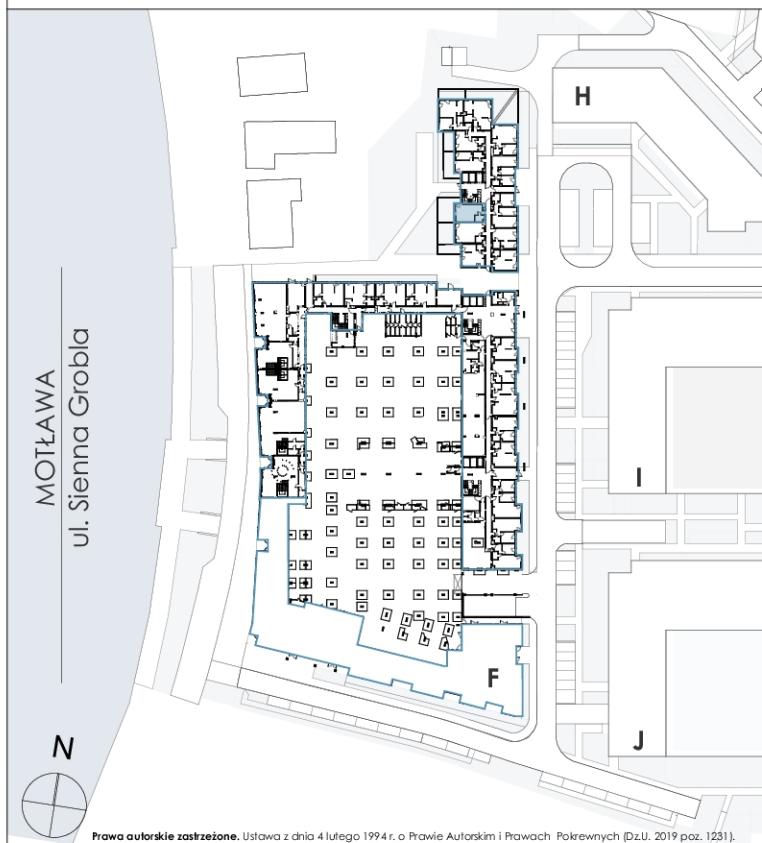 H
MOTŁAWA
ul. Sienna Grobla
I
F
J
N
Prawa autorskie zastrzeżone. Ustawa z dnia 4 lutego 1994 r. o Prawie Autorskim i Prawach Pokrewnych (Dz.U. 2019 poz. 1231).